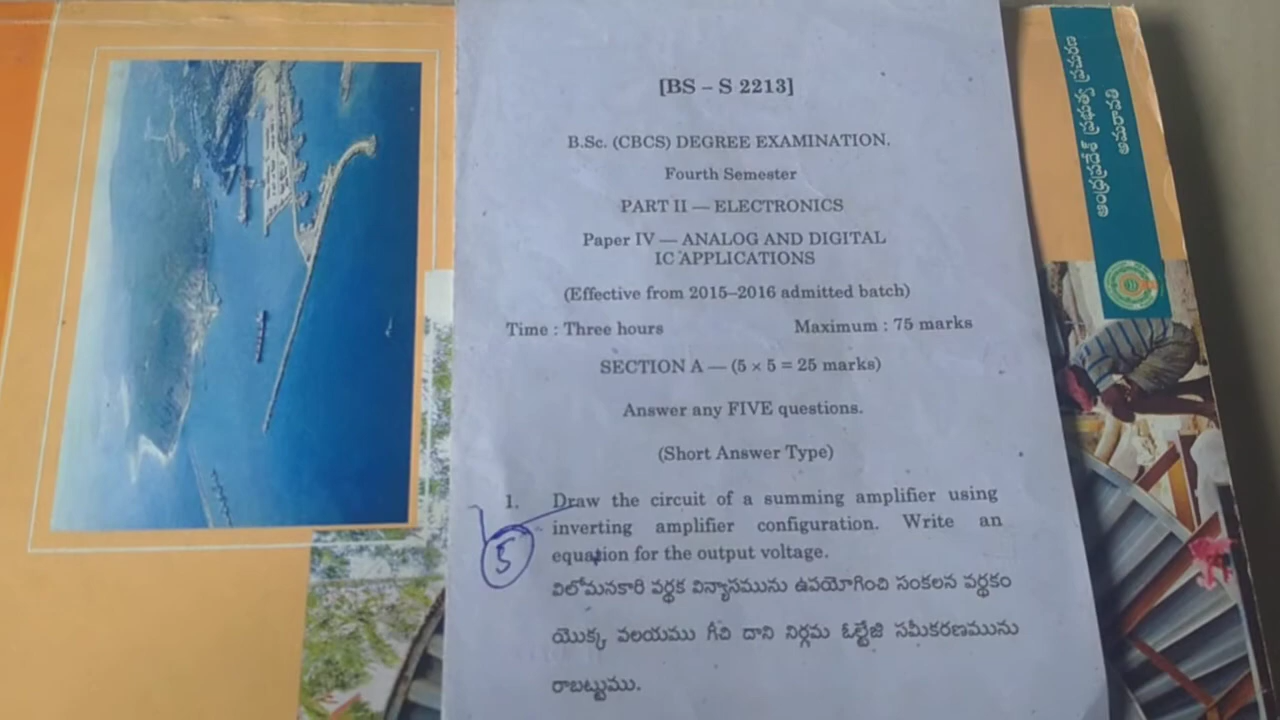 [BS – S 2213]
B.Sc. (CBCS) DEGREE EXAMINATION.
Fourth Semester
PART II — ELECTRONICS
Paper IV — ANALOG AND DIGITAL
IC APPLICATIONS
(Effective from 2015–2016 admitted batch)
Time : Three hours Maximum : 75 marks
SECTION A — (5 × 5 = 25 marks)
Answer any FIVE questions.
(Short Answer Type)
1. Draw the circuit of a summing amplifier using
inverting amplifier configuration. Write an
equation for the output voltage.
5
విలోమనకారి వర్థక విన్యాసమును ఉపయోగించి సంకలన వర్థకం
యొక్క వలయము గీచి దాని నిర్గమ ఓల్టేజి సమీకరణమును
రాబట్టుము.
ఆంధ్రప్రదేశ్ ప్రభుత్వ ప్రచురణ
అమరావతి